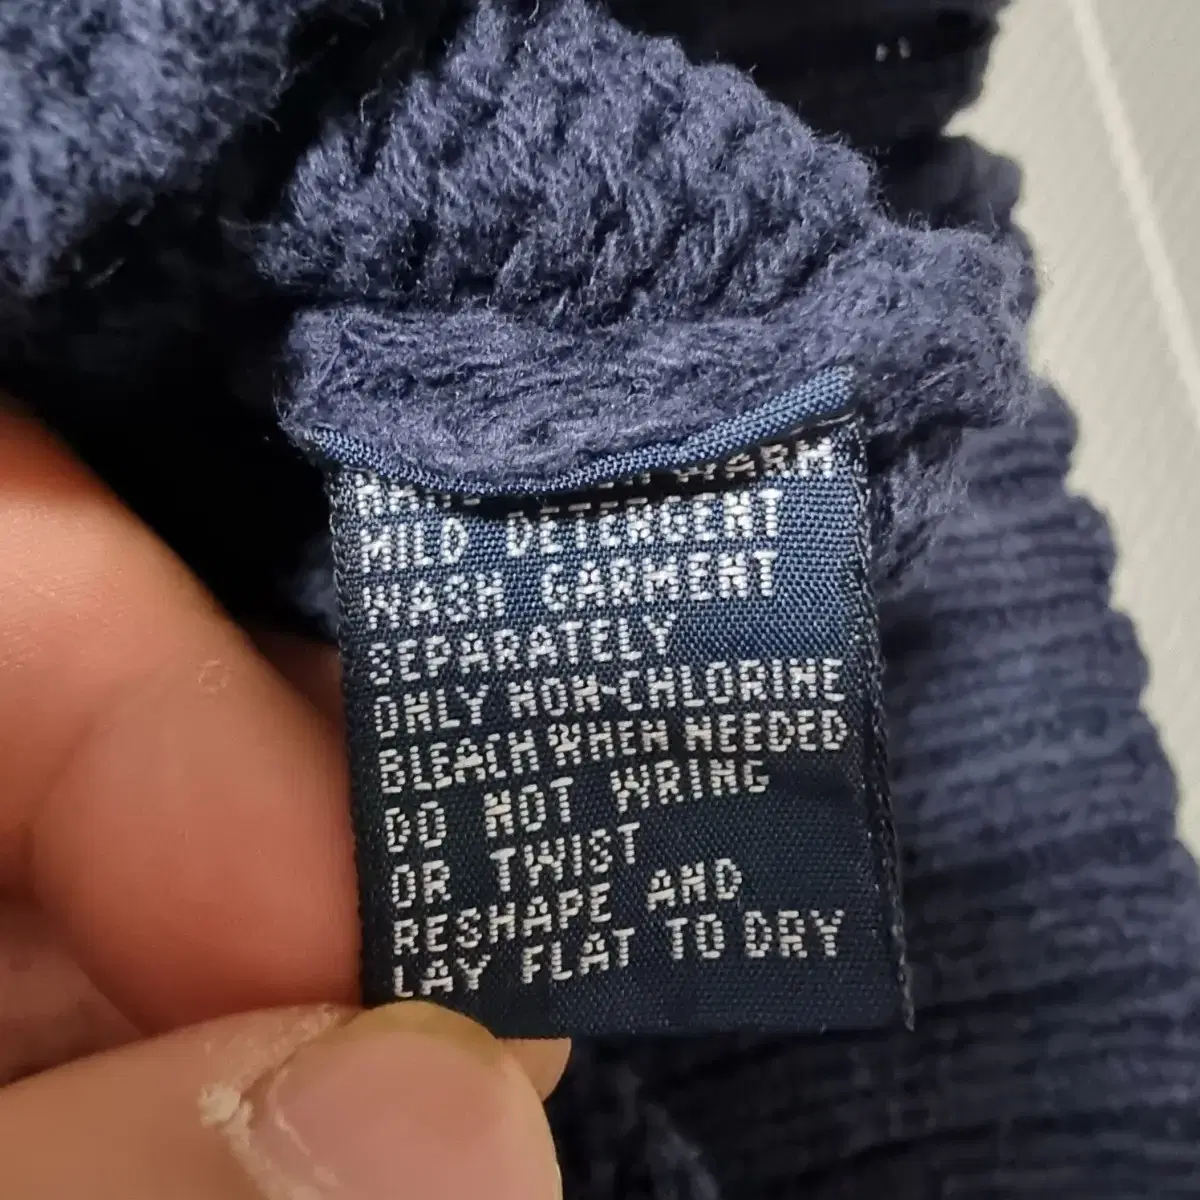 WARM
MILD DETERGENT
WASH GARMENT
SEPARATELY
ONLY NON-CHLORINE
BLEACH WHEN NEEDED
DO NOT WRING
OR TWIST
RESHAPE AND
LAY FLAT TO DRY